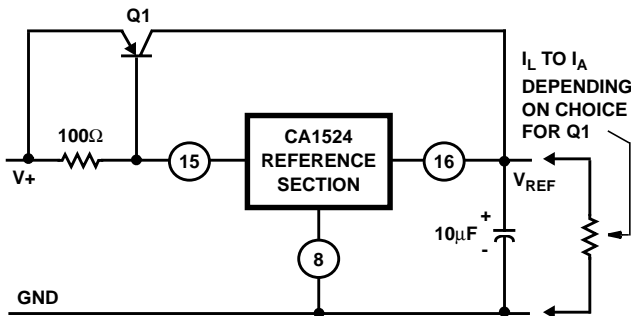 Q1
I_L TO I_A
DEPENDING
ON CHOICE
FOR Q1
100Ω
V+
15
CA1524
REFERENCE
SECTION
16
V_REF
8
10μF
+
-
GND